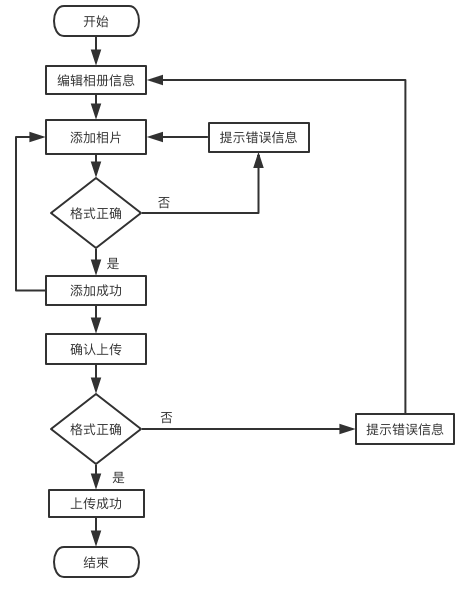 开始
编辑相册信息
添加相片
提示错误信息
格式正确
否
是
添加成功
确认上传
格式正确
否
提示错误信息
是
上传成功
结束